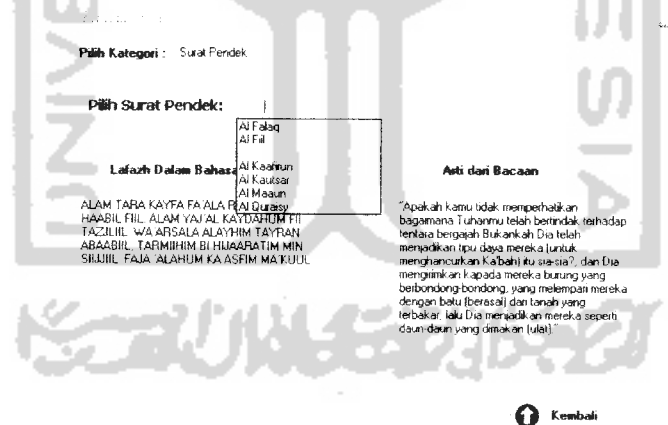 Pilih Kategori : Surat Pendek
Pilih Surat Pendek:
Al Falaq
Al Fiil
Al Kaafirun
Al Kautsar
Al Maaun
Al Quraisy
Lafazh Dalam Bahasa
ALAM TARA KAYFA FA'ALA
HAABIL FIIL. ALAM YAJ'AL KAYDAHUM FII
TAZLIIL. WA ARSALA ALAYHIM TAYRAN
ABAABIIL. TARMIIHIM BI HIJAARATIM MIN
SIJJIIL. FAJA 'ALAHUM KA ASFIM MA'KUUL
Arti dari Bacaan
"Apakah kamu tidak memperhatikan
bagaimana Tuhanmu telah bertindak terhadap
tentara bergajah Bukankah Dia telah
menjadikan tipu daya mereka (untuk
menghancurkan Ka'bah) itu sia-sia?, dan Dia
mengirimkan kapada mereka burung yang
berbondong-bondong, yang melempari mereka
dengan batu (berasal) dari tanah yang
terbakar, lalu Dia menjadikan mereka seperti
daun-daun yang dimakan (ulat)."
Kembali